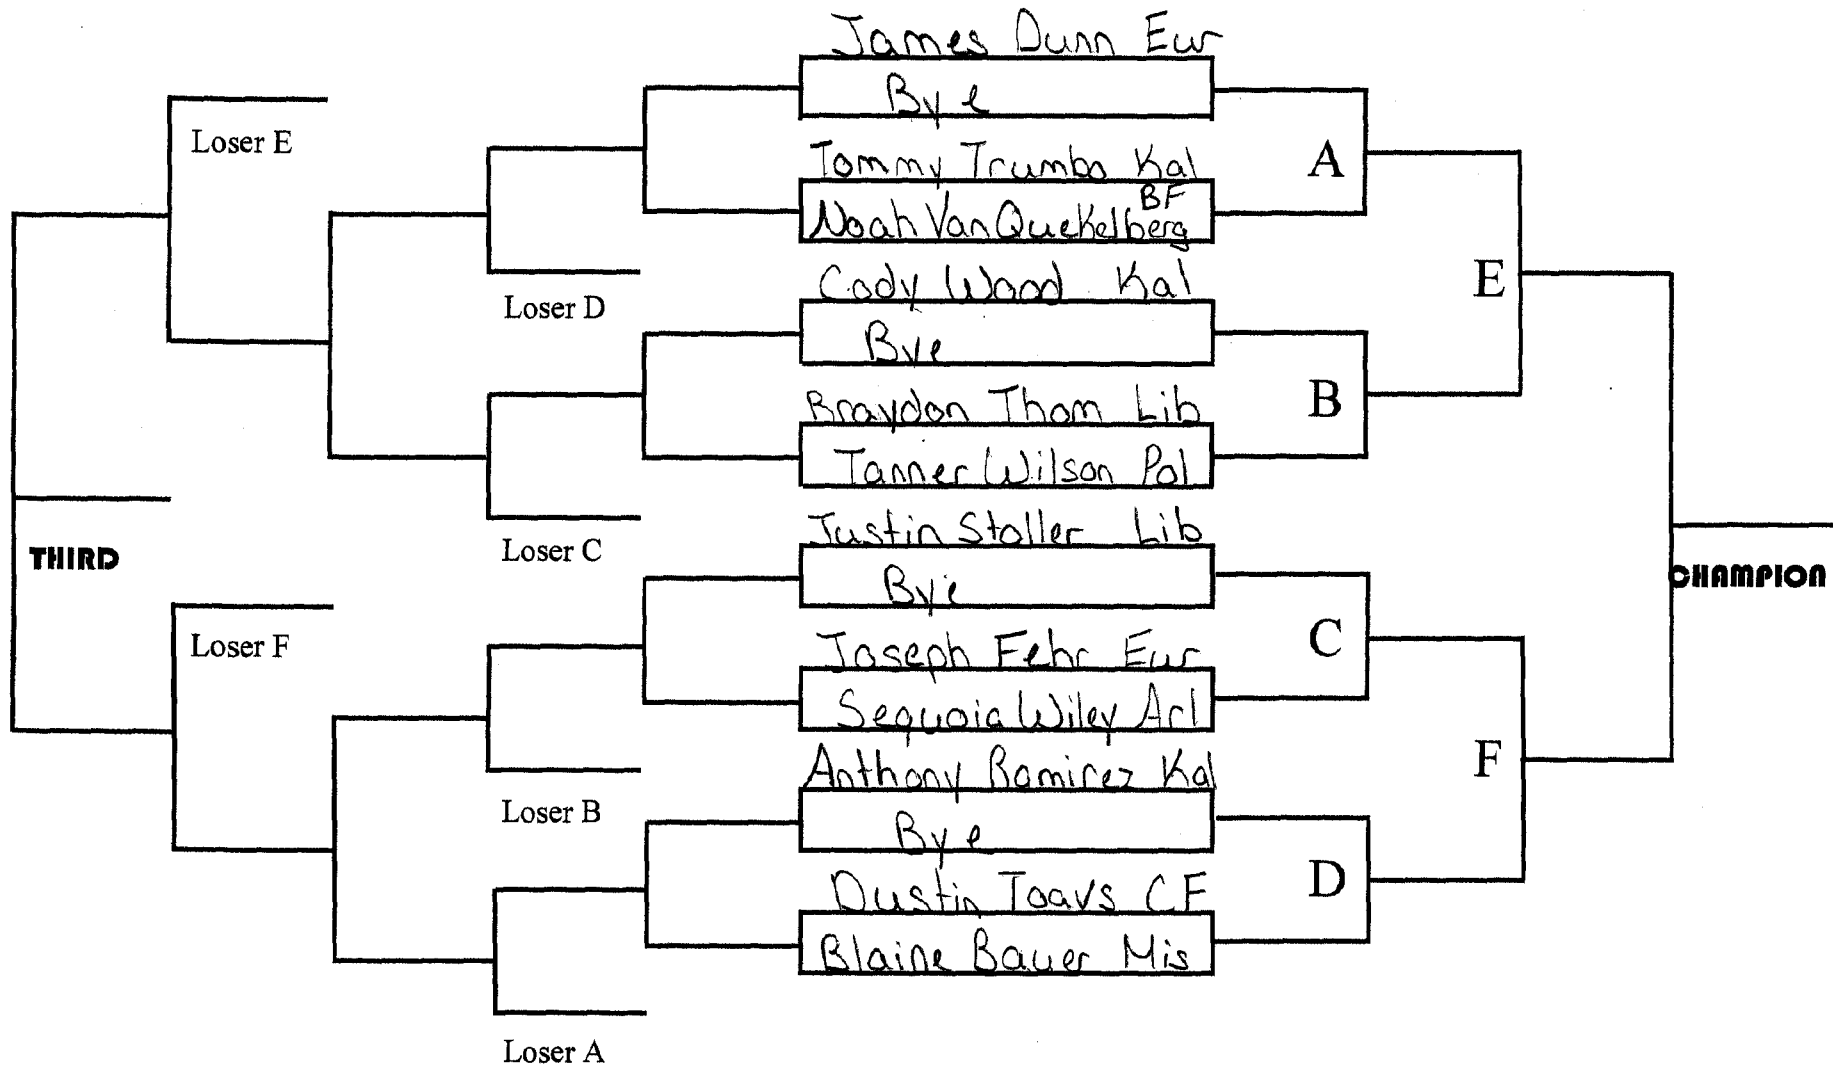 James Dunn Eur
Bye
Loser E
Tommy Trumbo Kal
A
Noah VanQuekelberg BF
Cody Wood Kal
Loser D
E
Bye
Braydon Thom Lib
B
Tanner Wilson Pol
Justin Stoller Lib
Loser C
THIRD
CHAMPION
Bye
Loser F
Joseph Fehr Eur
C
Sequoia Wiley Arl
Anthony Ramirez Kal
F
Loser B
Bye
Dustin Toavs CF
D
Blaine Bauer Mis
Loser A